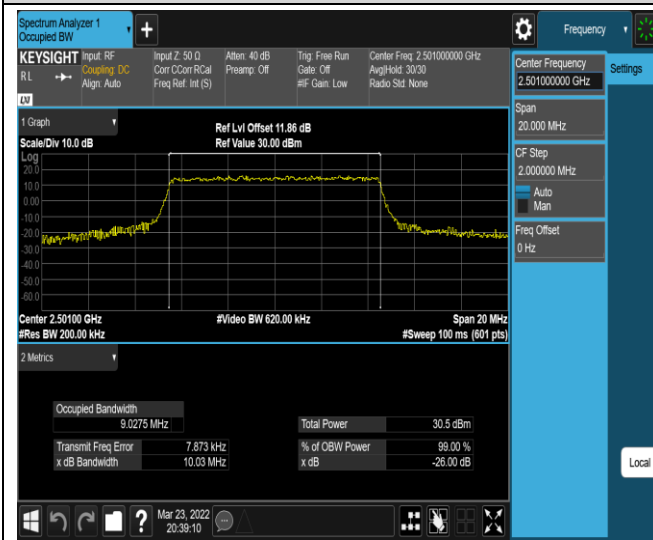 Spectrum Analyzer 1
Occupied BW
Frequency
KEYSIGHT
RL
LXI
Input: RF
Coupling: DC
Align: Auto
Input Z: 50 Ω
Corr CCorr RCal
Freq Ref: Int (S)
Atten: 40 dB
Preamp: Off
Trig: Free Run
Gate: Off
#IF Gain: Low
Center Freq: 2.501000000 GHz
Avg|Hold: 30/30
Radio Std: None
Center Frequency
2.501000000 GHz
Settings
Span
20.000 MHz
CF Step
2.000000 MHz
Auto
Man
Freq Offset
0 Hz
1 Graph
Scale/Div 10.0 dB
Ref Lvl Offset 11.86 dB
Ref Value 30.00 dBm
Log
20.0
10.0
0.00
-10.0
-20.0
-30.0
-40.0
-50.0
-60.0
Center 2.50100 GHz
#Video BW 620.00 kHz
Span 20 MHz
#Res BW 200.00 kHz
#Sweep 100 ms (601 pts)
2 Metrics
Occupied Bandwidth
9.0275 MHz
Total Power 30.5 dBm
Transmit Freq Error 7.873 kHz
% of OBW Power 99.00 %
x dB Bandwidth 10.03 MHz
x dB -26.00 dB
Local
?
Mar 23, 2022
20:39:10